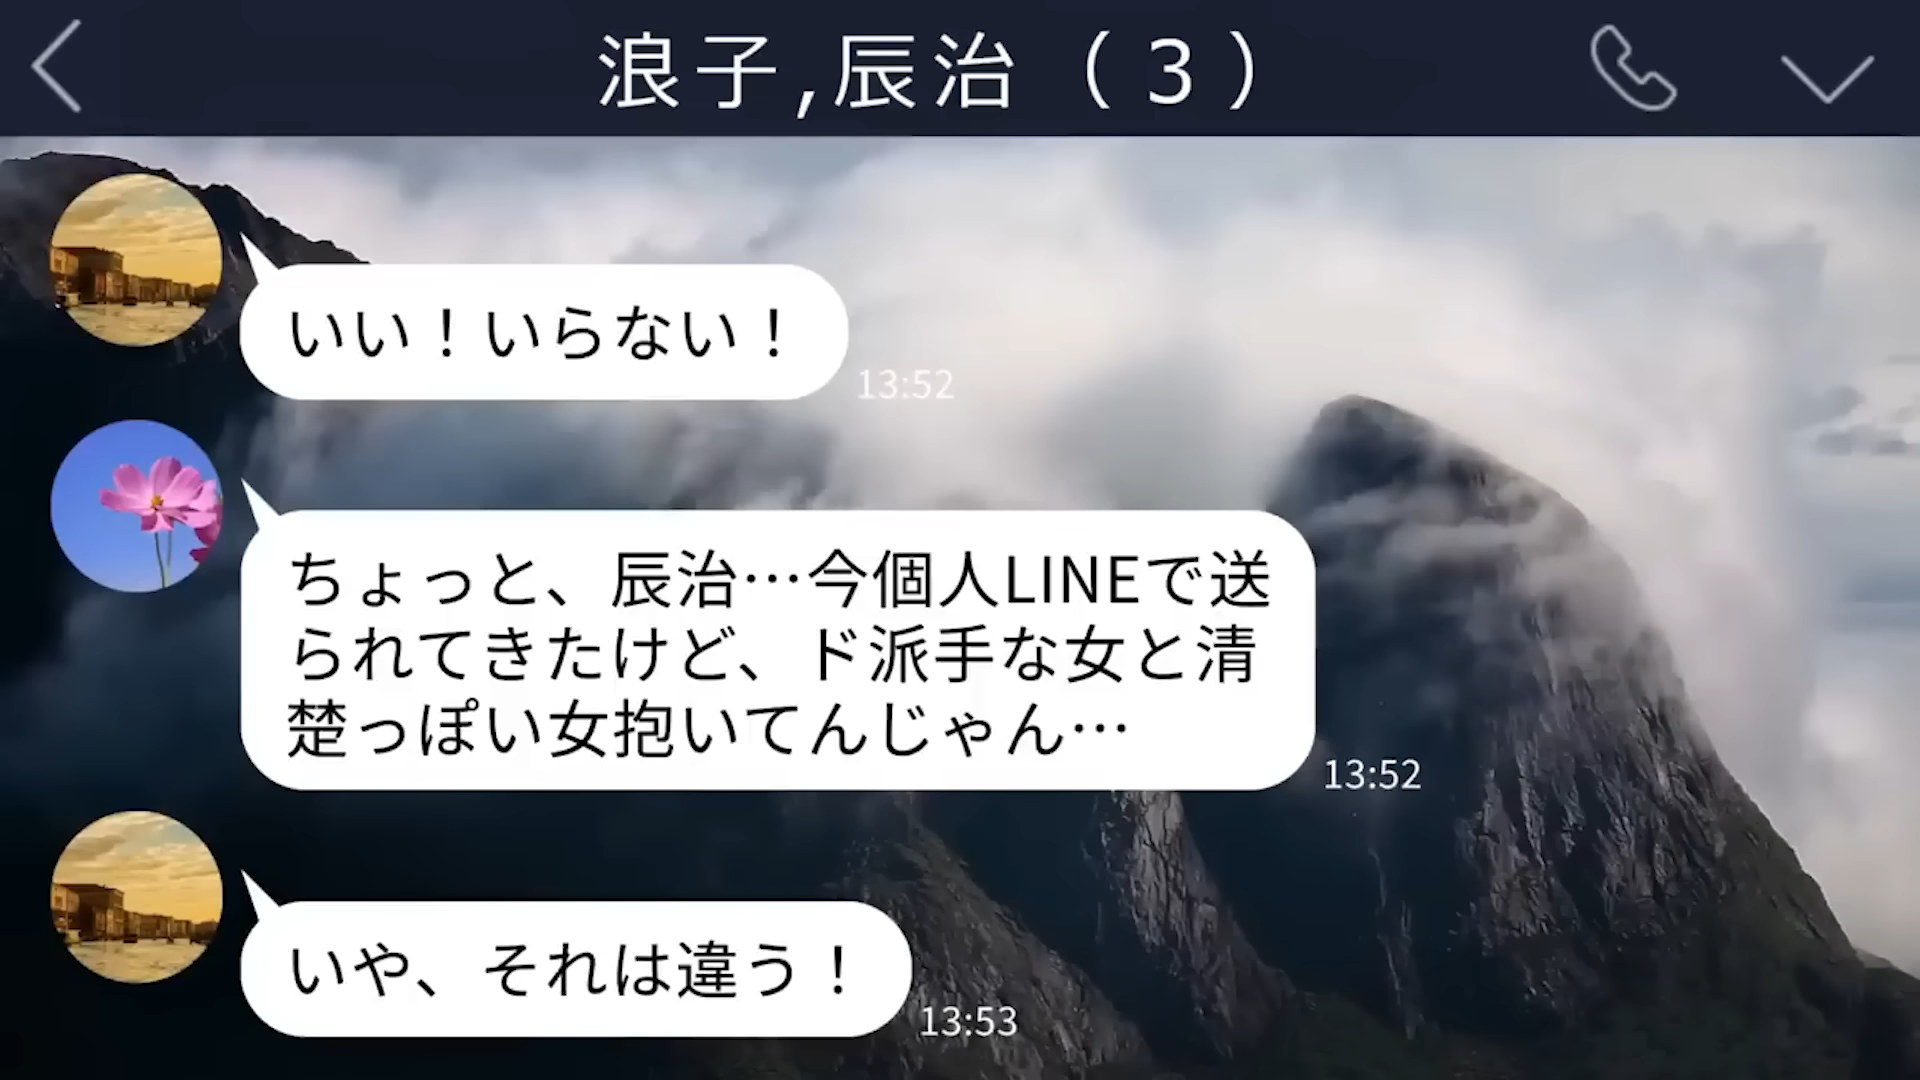 浪子,辰治（3）
いい！いらない！
13:52
ちょっと、辰治…今個人LINEで送
られてきたけど、ド派手な女と清
楚っぽい女抱いてんじゃん…
13:52
いや、それは違う！
13:53